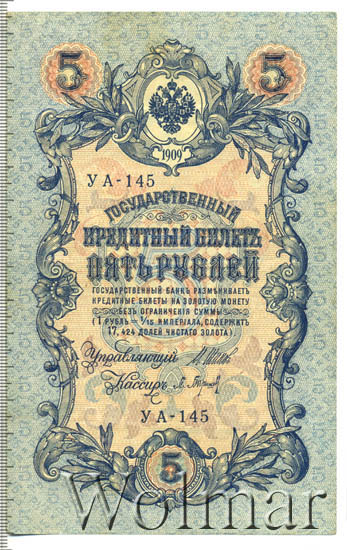 5 5
1909
УА-145
ГОСУДАРСТВЕННЫЙ
КРЕДИТНЫЙ БИЛЕТЪ
ПЯТЬ РУБЛЕЙ
ГОСУДАРСТВЕННЫЙ БАНКЪ РАЗМѢНИВАЕТЪ
КРЕДИТНЫЕ БИЛЕТЫ НА ЗОЛОТУЮ МОНЕТУ
БЕЗЪ ОГРАНИЧЕНІЯ СУММЫ
(1 РУБЛЬ = 1/15 ИМПЕРІАЛА, СОДЕРЖИТЪ
17,424 ДОЛЕЙ ЧИСТАГО ЗОЛОТА).
Управляющій
Кассиръ
УА-145
5
Wolmar